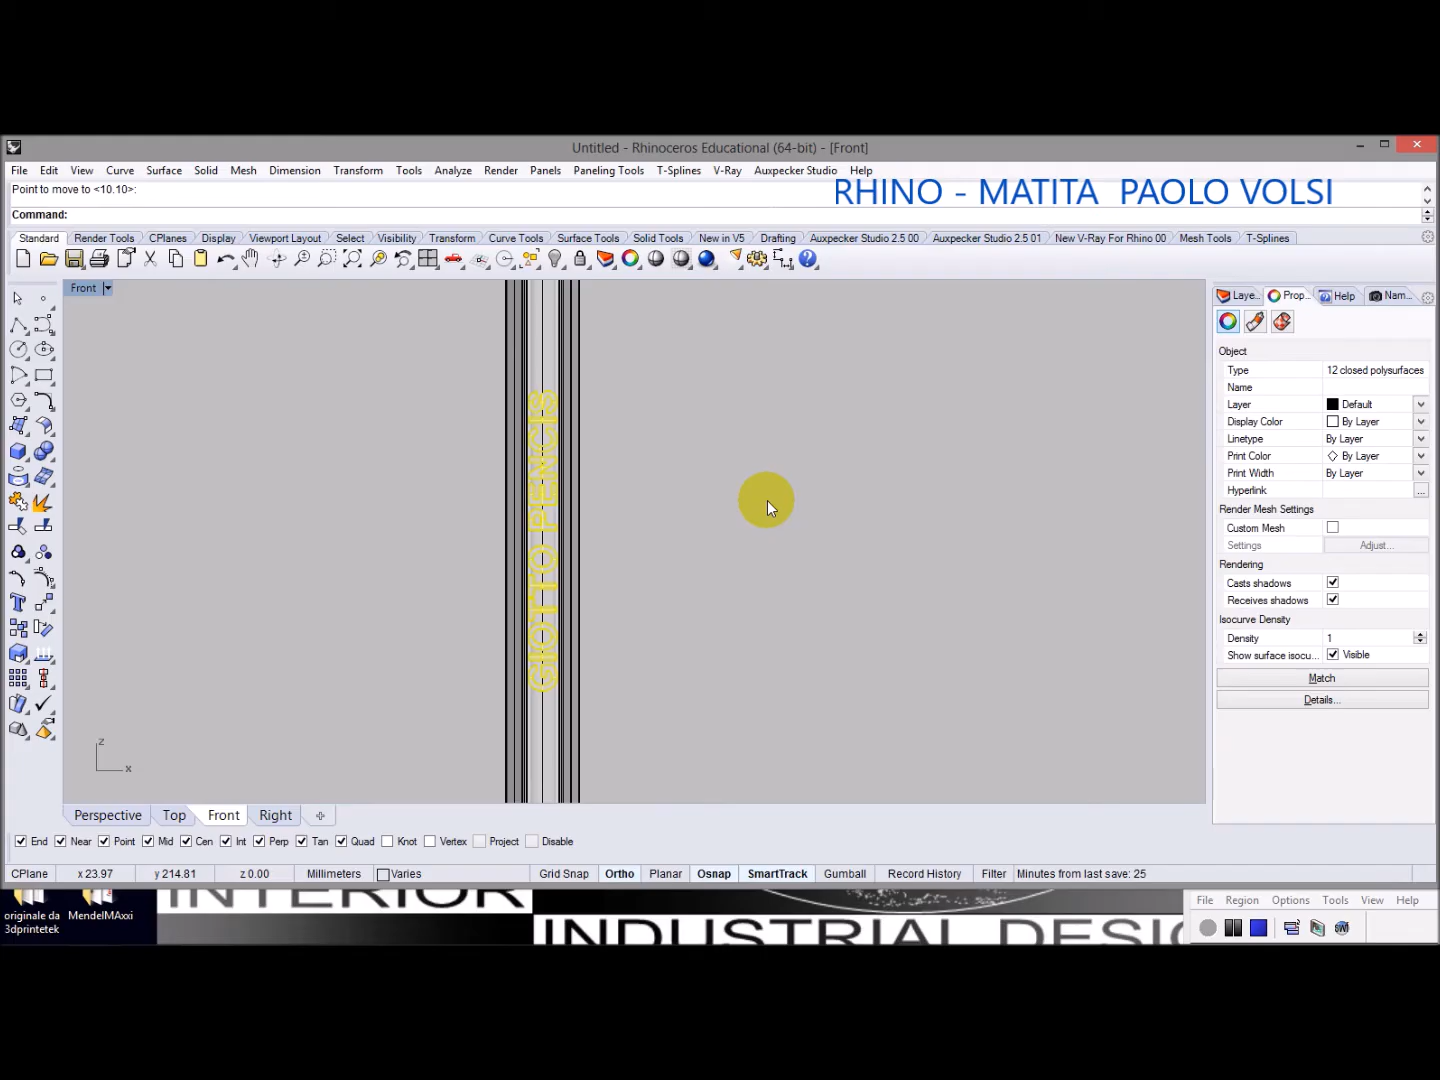 Untitled - Rhinoceros Educational (64-bit) - [Front]
File Edit View Curve Surface Solid Mesh Dimension Transform Tools Analyze Render Panels Paneling Tools T-Splines V-Ray Auxpecker Studio Help
Point to move to <10.10>:
RHINO - MATITA PAOLO VOLSI
Command:
Standard Render Tools CPlanes Display Viewport Layout Select Visibility Transform Curve Tools Surface Tools Solid Tools New in V5 Drafting Auxpecker Studio 2.5 00 Auxpecker Studio 2.5 01 New V-Ray For Rhino 00 Mesh Tools T-Splines
Front
Laye... Prop... Help Nam...
Object
Type 12 closed polysurfaces
Name
Layer Default
Display Color By Layer
Linetype By Layer
Print Color By Layer
Print Width By Layer
Hyperlink ...
Render Mesh Settings
Custom Mesh
Settings Adjust...
Rendering
Casts shadows
Receives shadows
Isocurve Density
Density 1
Show surface isocu... Visible
Match
Details...
GIOTTO PENCIS
z
x
Perspective Top Front Right
End Near Point Mid Cen Int Perp Tan Quad Knot Vertex Project Disable
CPlane x 23.97 y 214.81 z 0.00 Millimeters Varies Grid Snap Ortho Planar Osnap SmartTrack Gumball Record History Filter Minutes from last save: 25
INTERIOR
originale da
3dprintetek
MendelMAxxi
INDUSTRIAL DESIG
File Region Options Tools View Help
SWF